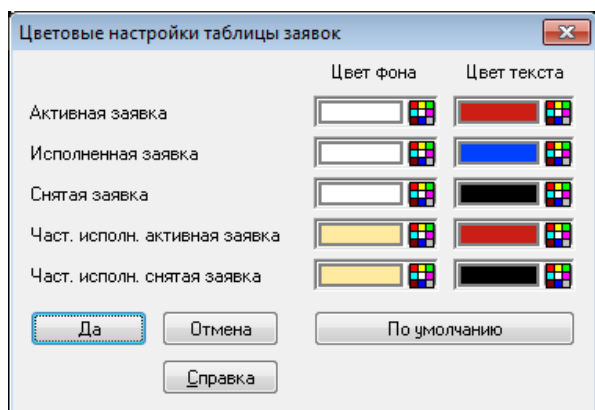 Цветовые настройки таблицы заявок
Цвет фона Цвет текста
Активная заявка
Исполненная заявка
Снятая заявка
Част. исполн. активная заявка
Част. исполн. снятая заявка
Да Отмена По умолчанию
Справка